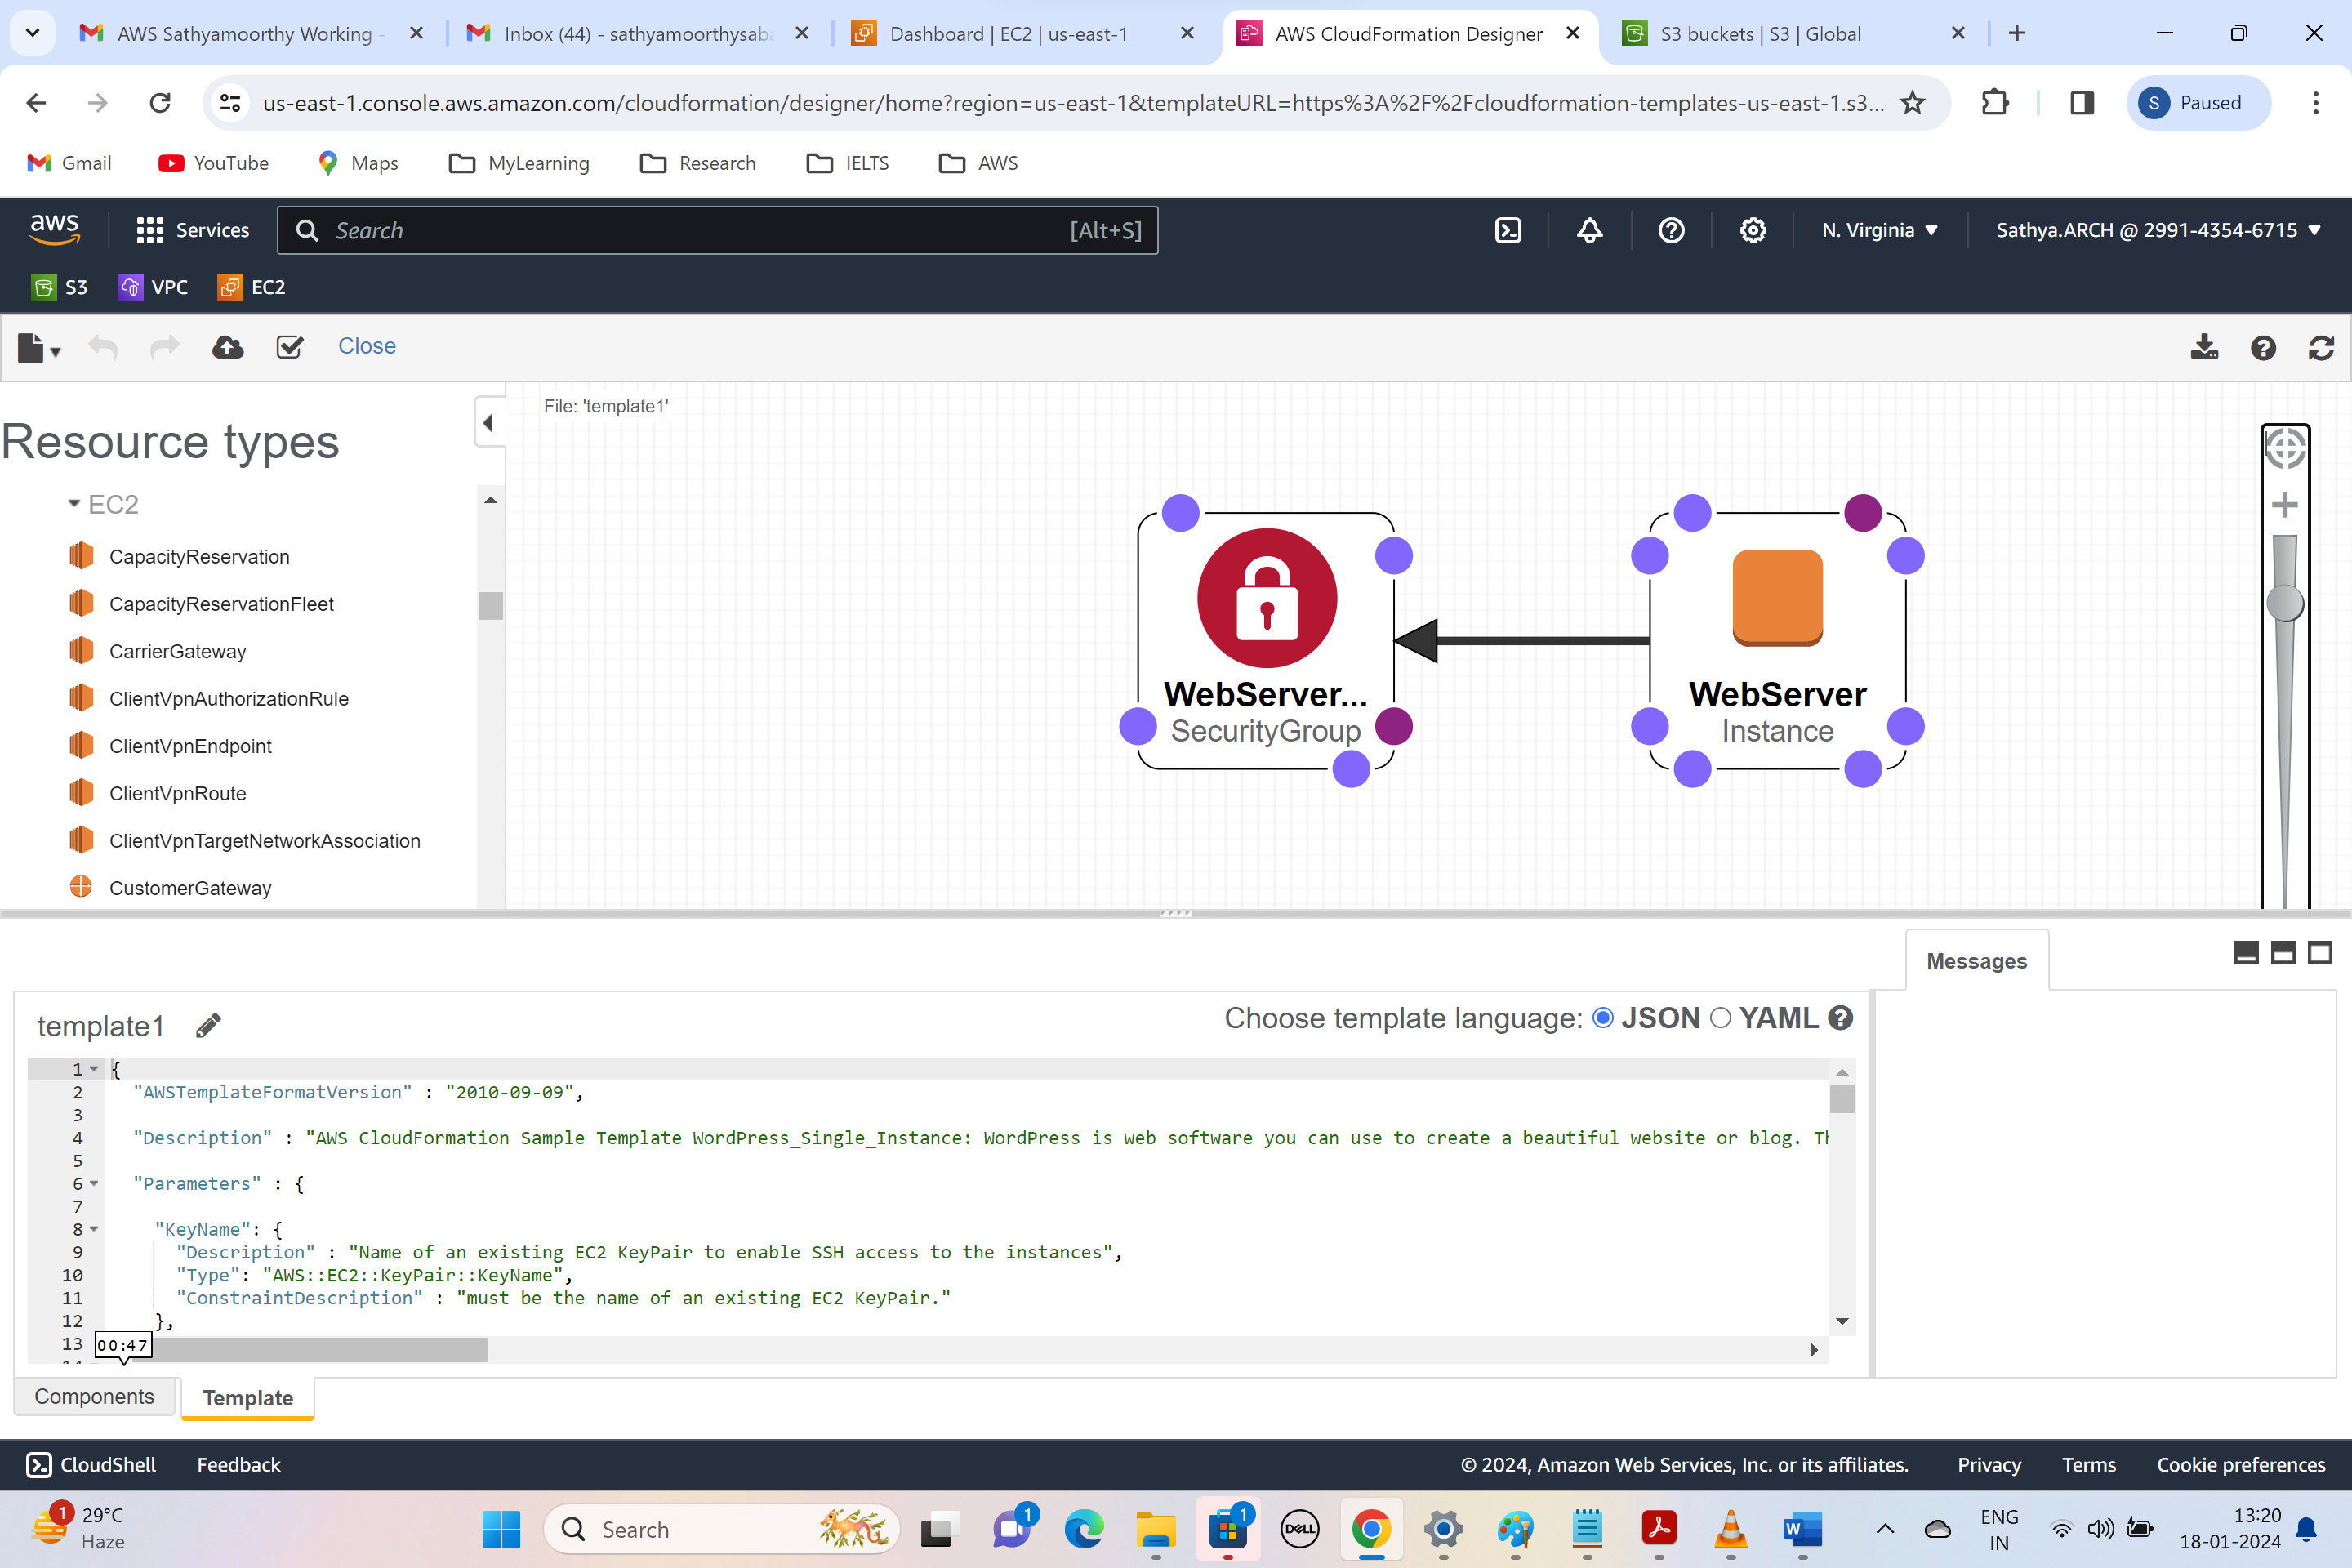 AWS Sathyamoorthy Working -
Inbox (44) - sathyamoorthysaba
Dashboard | EC2 | us-east-1
AWS CloudFormation Designer
S3 buckets | S3 | Global
us-east-1.console.aws.amazon.com/cloudformation/designer/home?region=us-east-1&templateURL=https%3A%2F%2Fcloudformation-templates-us-east-1.s3...
S
Paused
Gmail
YouTube
Maps
MyLearning
Research
IELTS
AWS
aws
Services
Search
[Alt+S]
N. Virginia
Sathya.ARCH @ 2991-4354-6715
S3
VPC
EC2
Close
Resource types
EC2
CapacityReservation
CapacityReservationFleet
CarrierGateway
ClientVpnAuthorizationRule
ClientVpnEndpoint
ClientVpnRoute
ClientVpnTargetNetworkAssociation
CustomerGateway
File: 'template1'
WebServer...
SecurityGroup
WebServer
Instance
Messages
template1
Choose template language: JSON YAML
1 {
2 "AWSTemplateFormatVersion" : "2010-09-09",
3
4 "Description" : "AWS CloudFormation Sample Template WordPress_Single_Instance: WordPress is web software you can use to create a beautiful website or blog.
5
6 "Parameters" : {
7
8 "KeyName": {
9 "Description" : "Name of an existing EC2 KeyPair to enable SSH access to the instances",
10 "Type": "AWS::EC2::KeyPair::KeyName",
11 "ConstraintDescription" : "must be the name of an existing EC2 KeyPair."
12 },
13
00:47
Components
Template
CloudShell
Feedback
© 2024, Amazon Web Services, Inc. or its affiliates.
Privacy
Terms
Cookie preferences
1
29°C
Haze
Search
1
1
DELL
W
ENG
IN
13:20
18-01-2024